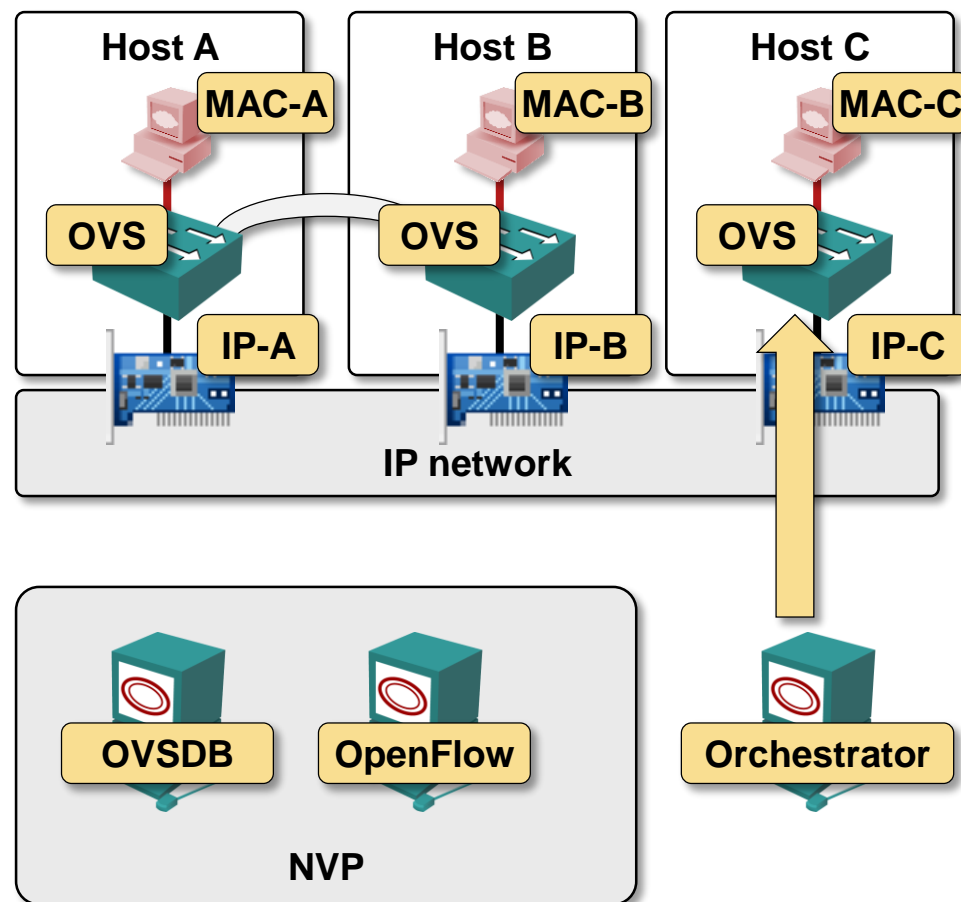 Host A
Host B
Host C
MAC-A
MAC-B
MAC-C
OVS
OVS
OVS
IP-A
IP-B
IP-C
IP network
OVSDB
OpenFlow
Orchestrator
NVP